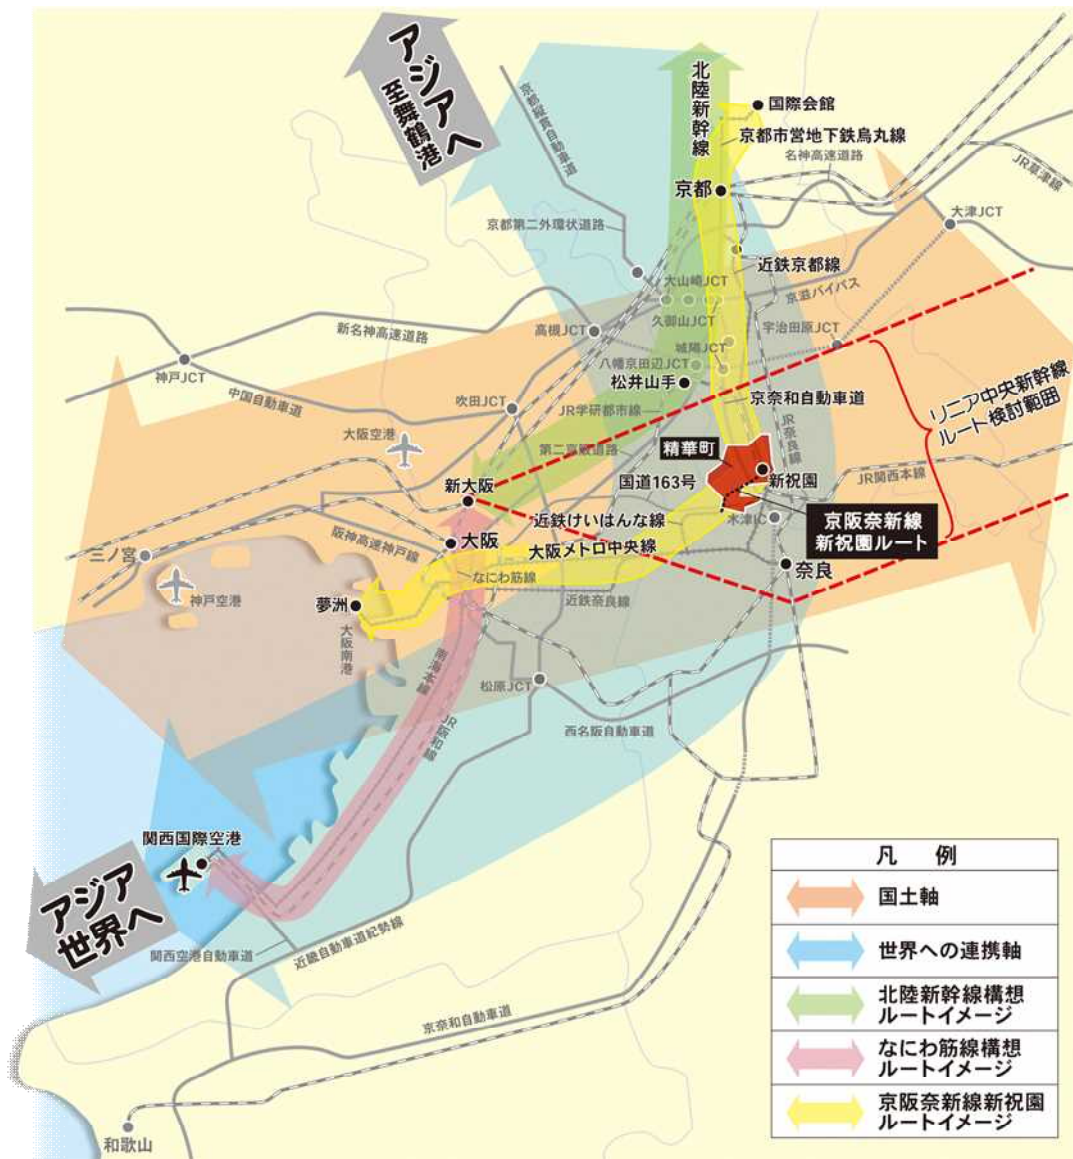 アジアへ
至舞鶴港
北陸新幹線
国際会館
京都市営地下鉄烏丸線
名神高速道路
JR草津線
京都縦貫自動車道
京都
大津JCT
京都第二外環状道路
近鉄京都線
大山崎JCT
京滋バイパス
久御山JCT
宇治田原JCT
新名神高速道路
高槻JCT
城陽JCT
八幡京田辺JCT
神戸JCT
松井山手
京奈和自動車道
リニア中央新幹線
ルート検討範囲
中国自動車道
吹田JCT
JR学研都市線
JR奈良線
大阪空港
第二京阪道路
精華町
新祝園
JR関西本線
新大阪
国道163号
近鉄けいはんな線
木津IC
京阪奈新線
新祝園ルート
三ノ宮
阪神高速神戸線
大阪
大阪メトロ中央線
奈良
なにわ筋線
神戸空港
近鉄奈良線
夢洲
大阪南港
南海本線
JR阪和線
松原JCT
西名阪自動車道
関西国際空港
アジア
世界へ
関西空港自動車道
近畿自動車道紀勢線
京奈和自動車道
和歌山
凡 例
国土軸
世界への連携軸
北陸新幹線構想
ルートイメージ
なにわ筋線構想
ルートイメージ
京阪奈新線新祝園
ルートイメージ